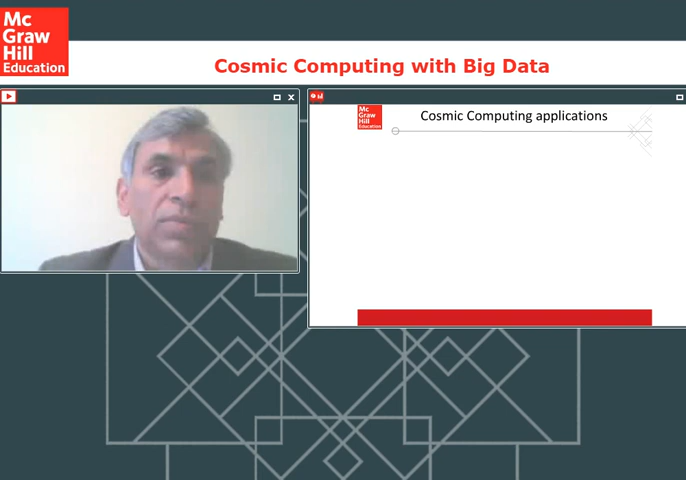 Mc
Graw
Hill
Education
Cosmic Computing with Big Data
Mc
Graw
Hill
Education
Cosmic Computing applications